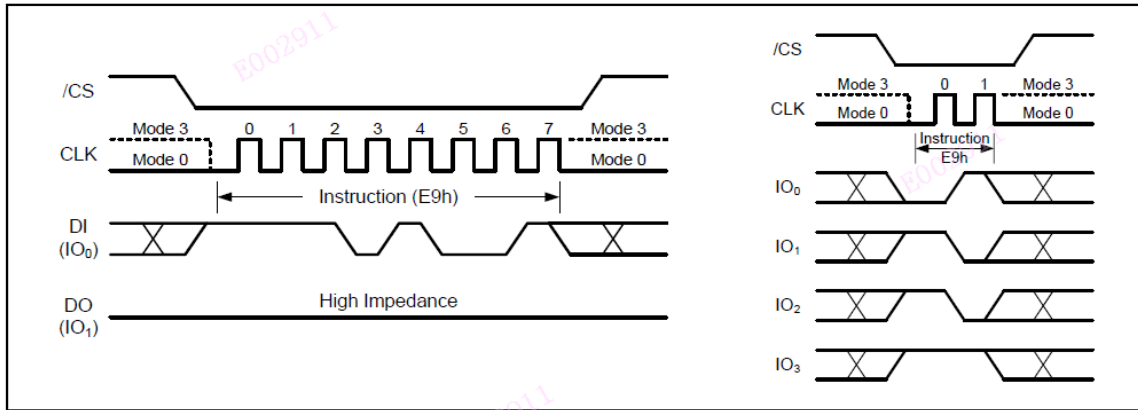 E002911
/CS
Mode 3 0 1 2 3 4 5 6 7 Mode 3
CLK
Mode 0 Mode 0
Instruction (E9h)
DI
(IO0)
High Impedance
DO
(IO1)
/CS
Mode 3 0 1 Mode 3
CLK
Mode 0 Mode 0
Instruction
E9h
E002911
IO0
IO1
IO2
IO3